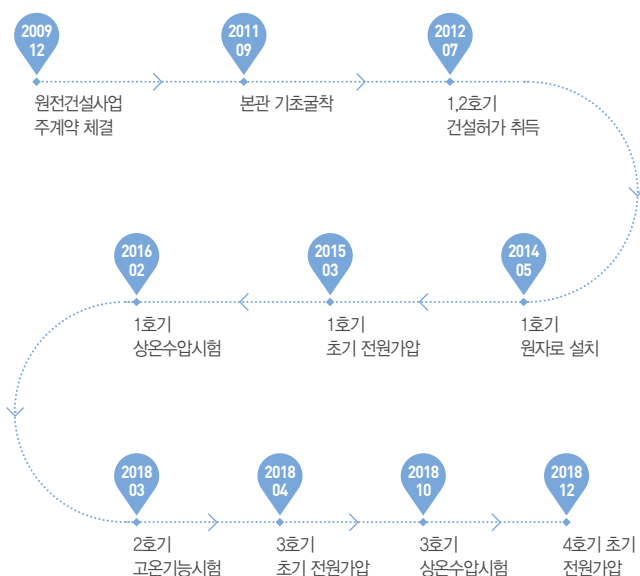 2009
12
원전건설사업
주계약 체결
2011
09
본관 기초굴착
2012
07
1,2호기
건설허가 취득
2014
05
1호기
원자로 설치
2015
03
1호기
초기 전원가압
2016
02
1호기
상온수압시험
2018
03
2호기
고온기능시험
2018
04
3호기
초기 전원가압
2018
10
3호기
상온수압시험
2018
12
4호기 초기
전원가압